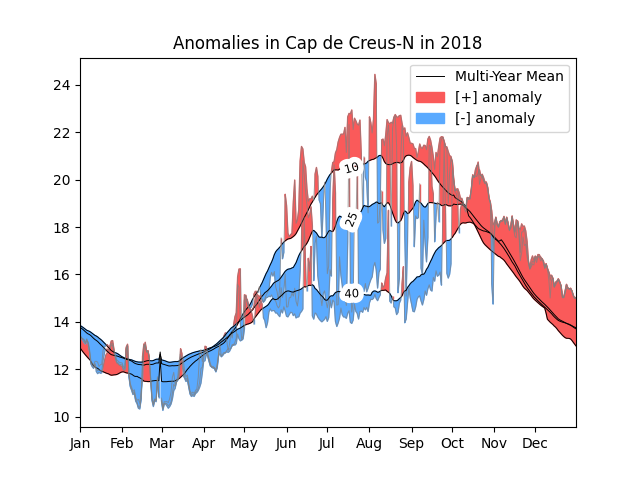 Anomalies in Cap de Creus-N in 2018
Multi-Year Mean
[+] anomaly
[-] anomaly
24
22
20
18
16
14
12
10
10
25
40
Jan Feb Mar Apr May Jun Jul Aug Sep Oct Nov Dec